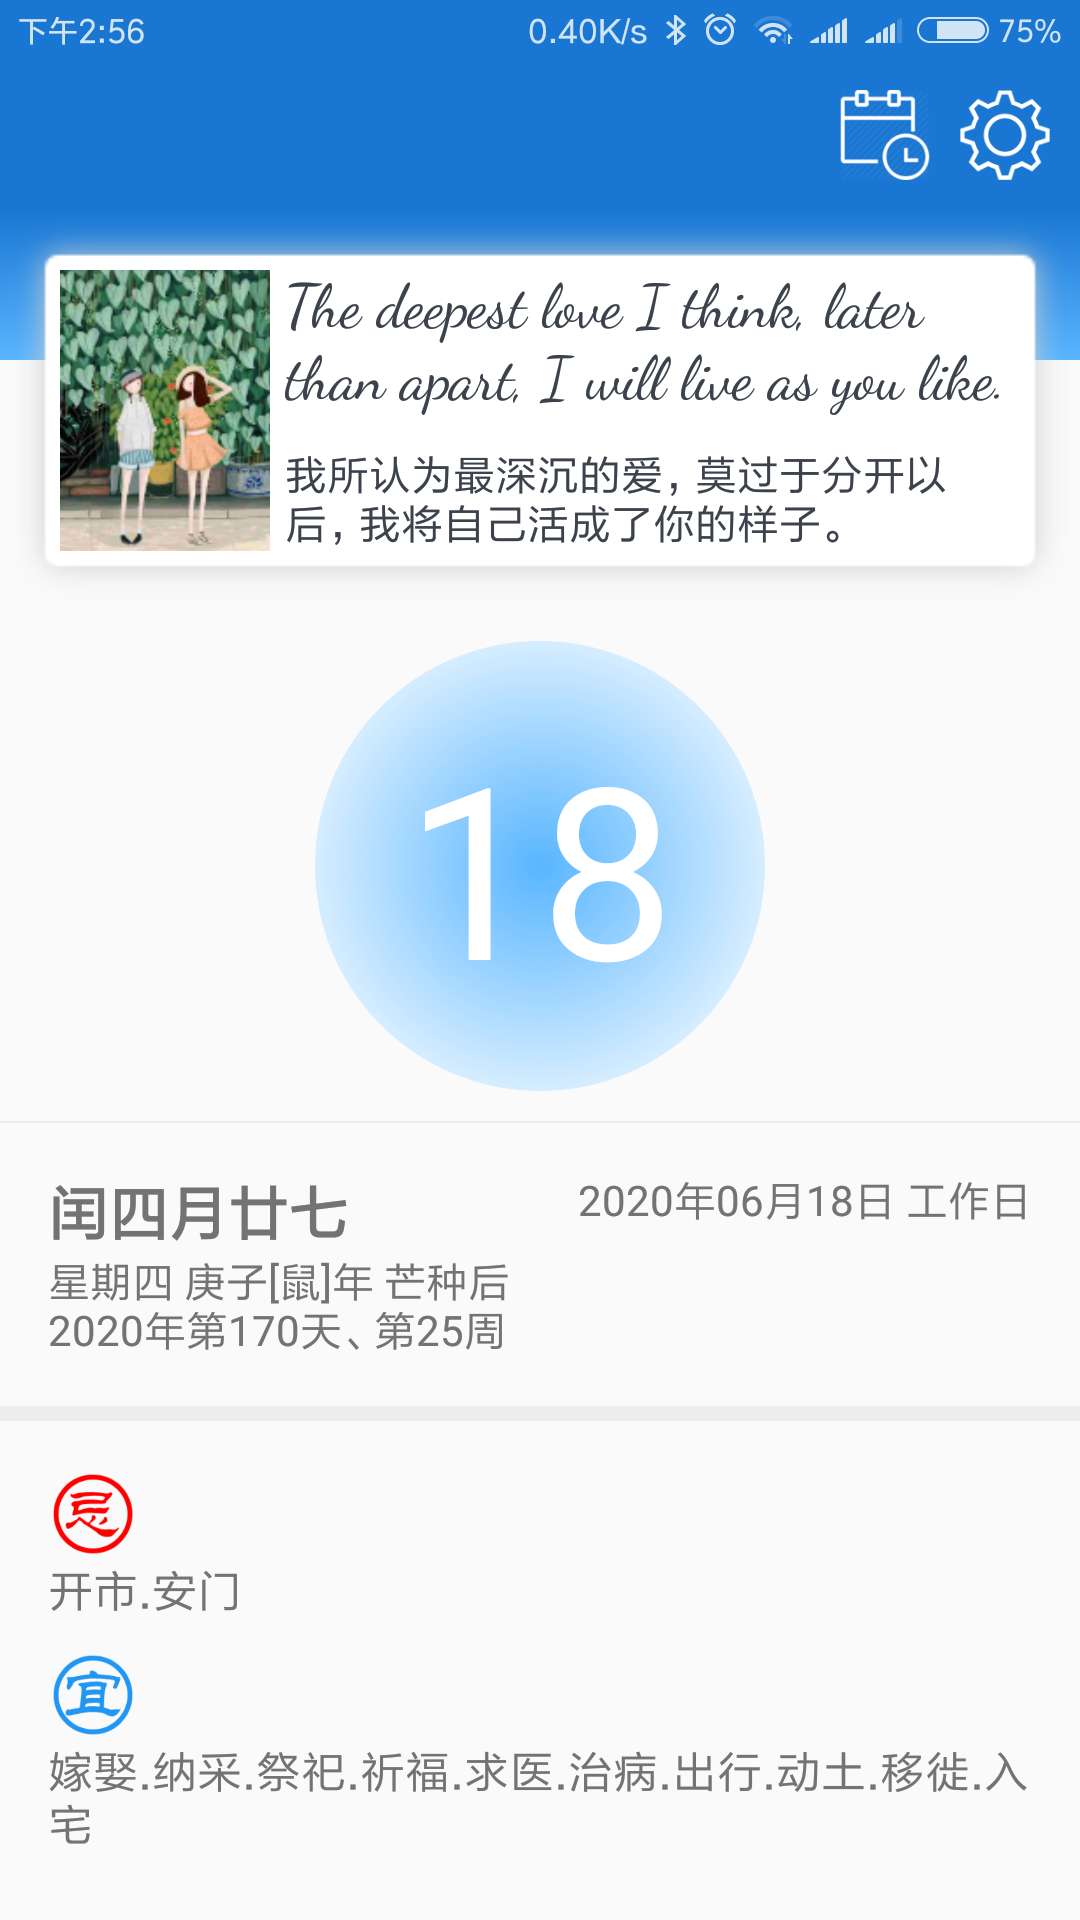 下午2:56
0.40K/s
75%
The deepest love I think, later
than apart, I will live as you like.
我所认为最深沉的爱，莫过于分开以
后，我将自己活成了你的样子。
18
闰四月廿七
2020年06月18日 工作日
星期四 庚子[鼠]年 芒种后
2020年第170天、第25周
忌
开市.安门
宜
嫁娶.纳采.祭祀.祈福.求医.治病.出行.动土.移徙.入
宅